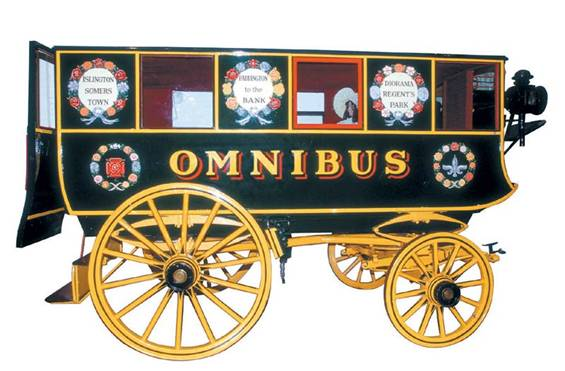 ISLINGTON
SOMERS
TOWN
PADDINGTON
to the
BANK
DIORAMA
REGENT'S
PARK
OMNIBUS